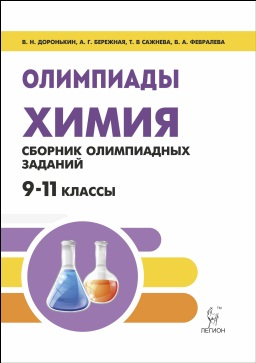 В. Н. ДОРОНЬКИН, А. Г. БЕРЕЖНАЯ, Т. В САЖНЕВА, В. А. ФЕВРАЛЕВА
ОЛИМПИАДЫ
ХИМИЯ
СБОРНИК ОЛИМПИАДНЫХ
ЗАДАНИЙ
9-11 КЛАССЫ
ЛЕГИОН